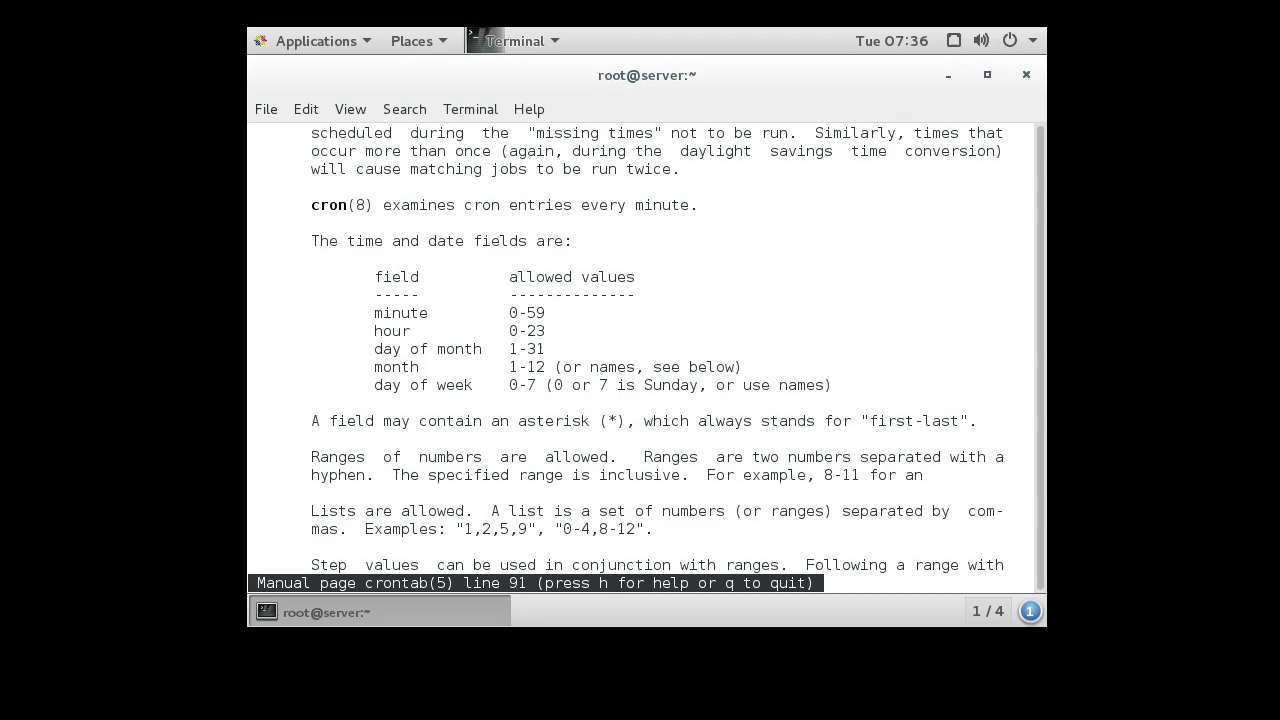 Applications Places Terminal Tue 07:36
root@server:~
File Edit View Search Terminal Help
scheduled during the "missing times" not to be run. Similarly, times that
occur more than once (again, during the daylight savings time conversion)
will cause matching jobs to be run twice.
cron(8) examines cron entries every minute.
The time and date fields are:
field allowed values
----- --------------
minute 0-59
hour 0-23
day of month 1-31
month 1-12 (or names, see below)
day of week 0-7 (0 or 7 is Sunday, or use names)
A field may contain an asterisk (*), which always stands for "first-last".
Ranges of numbers are allowed. Ranges are two numbers separated with a
hyphen. The specified range is inclusive. For example, 8-11 for an
Lists are allowed. A list is a set of numbers (or ranges) separated by com-
mas. Examples: "1,2,5,9", "0-4,8-12".
Step values can be used in conjunction with ranges. Following a range with
Manual page crontab(5) line 91 (press h for help or q to quit)
root@server:~ 1 / 4 1